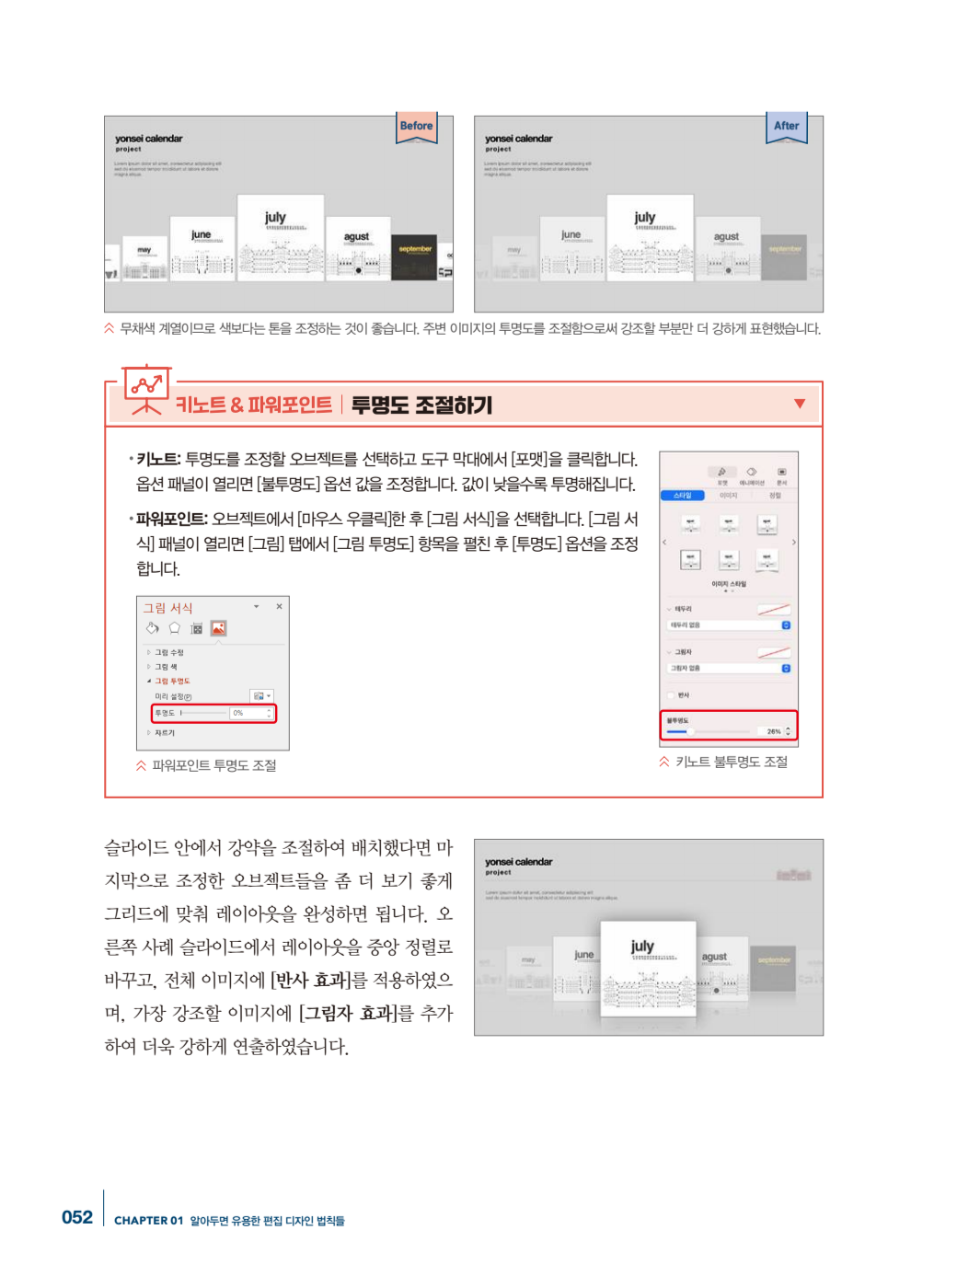 Before
yonsei calendar
project
may
june
july
agust
september
After
yonsei calendar
project
may
june
july
agust
september
무채색 계열이므로 색보다는 톤을 조정하는 것이 좋습니다. 주변 이미지의 투명도를 조절함으로써 강조할 부분만 더 강하게 표현했습니다.
키노트 & 파워포인트 | 투명도 조절하기
• 키노트: 투명도를 조정할 오브젝트를 선택하고 도구 막대에서 [포맷]을 클릭합니다.
옵션 패널이 열리면 [불투명도] 옵션 값을 조정합니다. 값이 낮을수록 투명해집니다.
• 파워포인트: 오브젝트에서 [마우스 우클릭]한 후 [그림 서식]을 선택합니다. [그림 서
식] 패널이 열리면 [그림] 탭에서 [그림 투명도] 항목을 펼친 후 [투명도] 옵션을 조정
합니다.
그림 서식
그림 수정
그림 색
그림 투명도
미리 설정(P)
투명도 0%
자르기
파워포인트 투명도 조절
포맷 애니메이션 문서
스타일 이미지 정렬
이미지 스타일
테두리
테두리 없음
그림자
그림자 없음
반사
불투명도
26%
키노트 불투명도 조절
슬라이드 안에서 강약을 조절하여 배치했다면 마
지막으로 조정한 오브젝트들을 좀 더 보기 좋게
그리드에 맞춰 레이아웃을 완성하면 됩니다. 오
른쪽 사례 슬라이드에서 레이아웃을 중앙 정렬로
바꾸고, 전체 이미지에 [반사 효과]를 적용하였으
며, 가장 강조할 이미지에 [그림자 효과]를 추가
하여 더욱 강하게 연출하였습니다.
yonsei calendar
project
may
june
july
agust
september
052 CHAPTER 01 알아두면 유용한 편집 디자인 법칙들